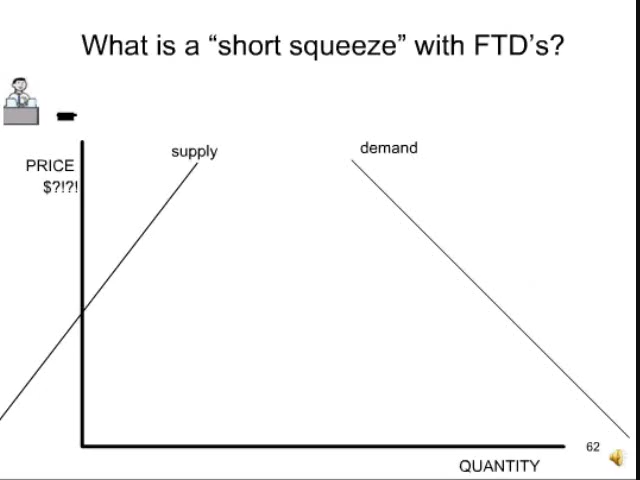 What is a “short squeeze” with FTD’s?
supply
demand
PRICE
$?!?!
62
QUANTITY